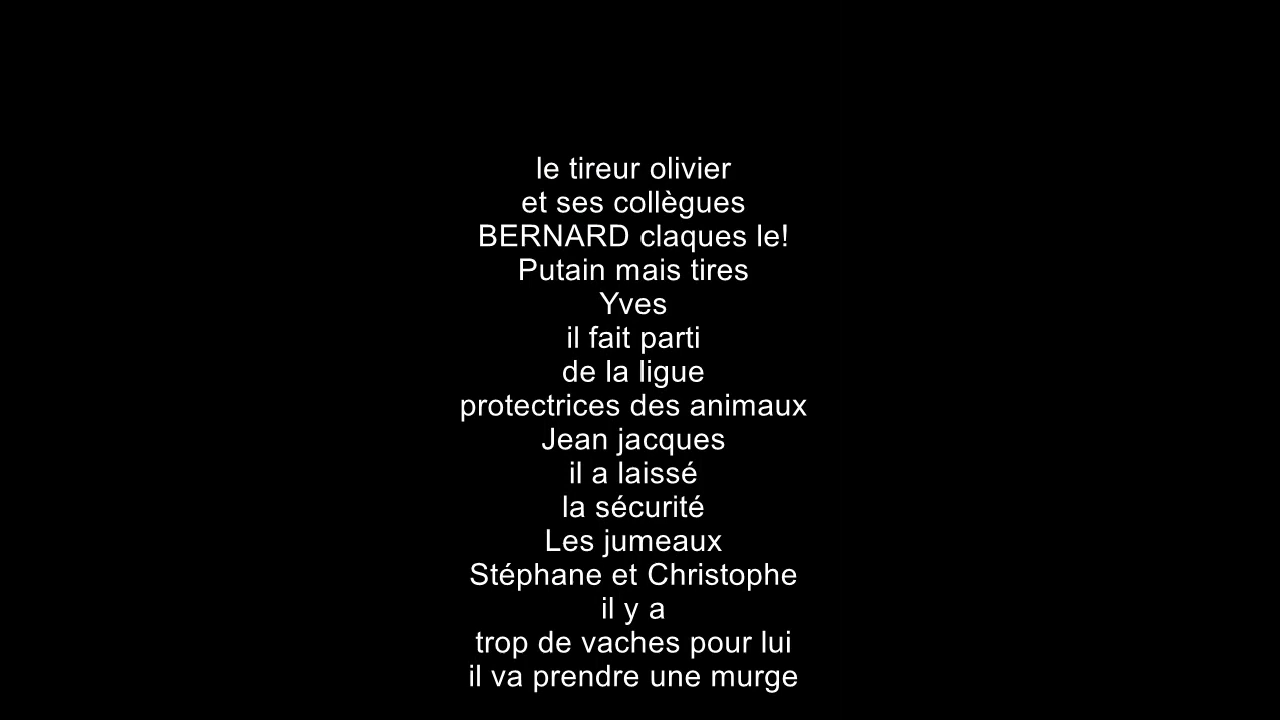 le tireur olivier
et ses collègues
BERNARD claques le!
Putain mais tires
Yves
il fait parti
de la ligue
protectrices des animaux
Jean jacques
il a laissé
la sécurité
Les jumeaux
Stéphane et Christophe
il y a
trop de vaches pour lui
il va prendre une murge